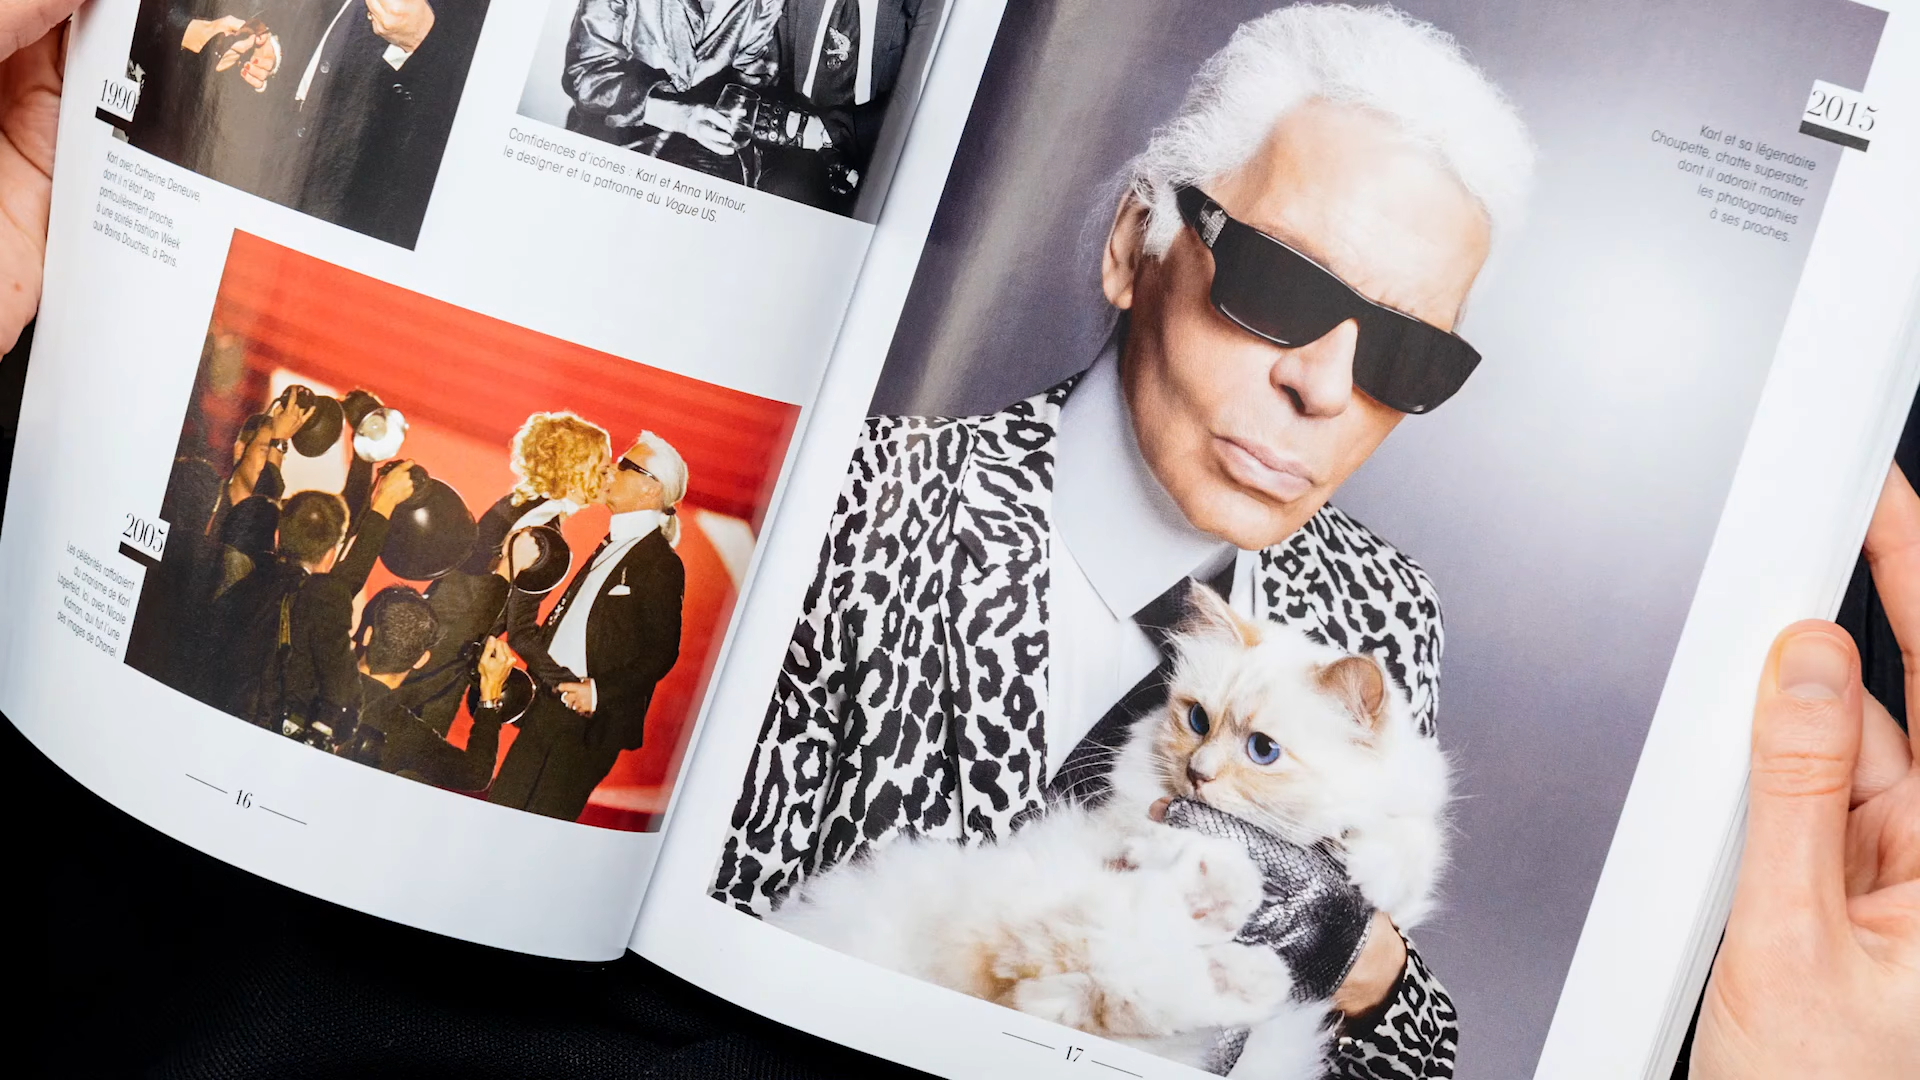 1990
Karl avec Catherine Deneuve,
dont il n'était pas
particulièrement proche,
à une soirée Fashion Week
aux Bains Douches, à Paris.
Confidences d'icônes : Karl et Anna Wintour,
le designer et la patronne du Vogue US.
2005
Les célébrités raffolaient
du charisme de Karl
Lagerfeld. Ici, avec Nicole
Kidman, qui fut l'une
des images de Chanel.
16
2015
Karl et sa légendaire
Choupette, chatte superstar,
dont il adorait montrer
les photographies
à ses proches.
17